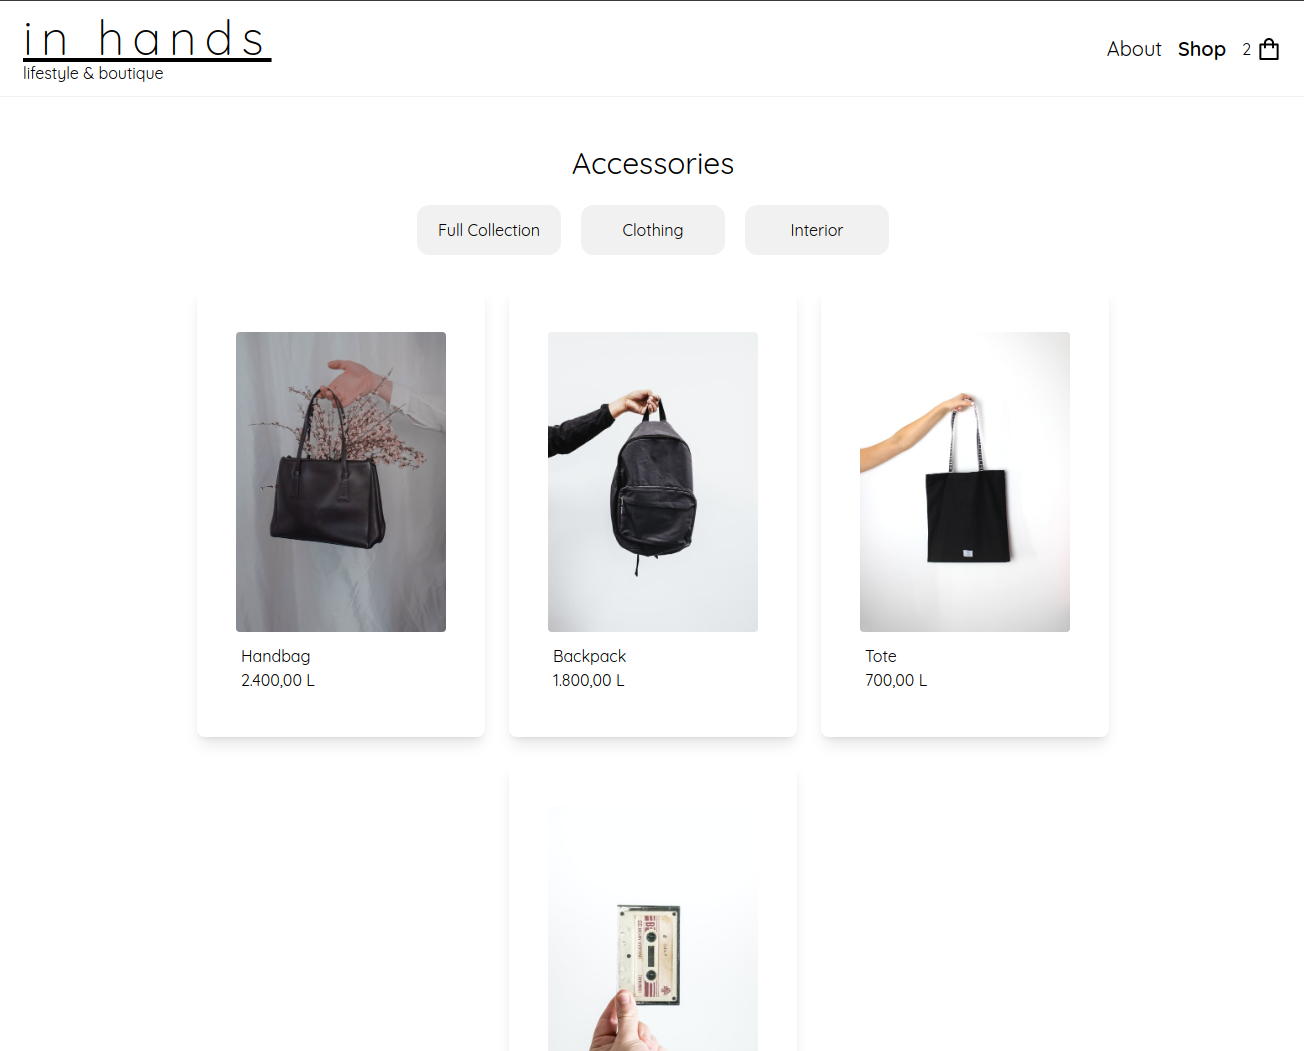 in hands
lifestyle & boutique
About Shop 2
Accessories
Full Collection Clothing Interior
Handbag
2.400,00 L
Backpack
1.800,00 L
Tote
700,00 L